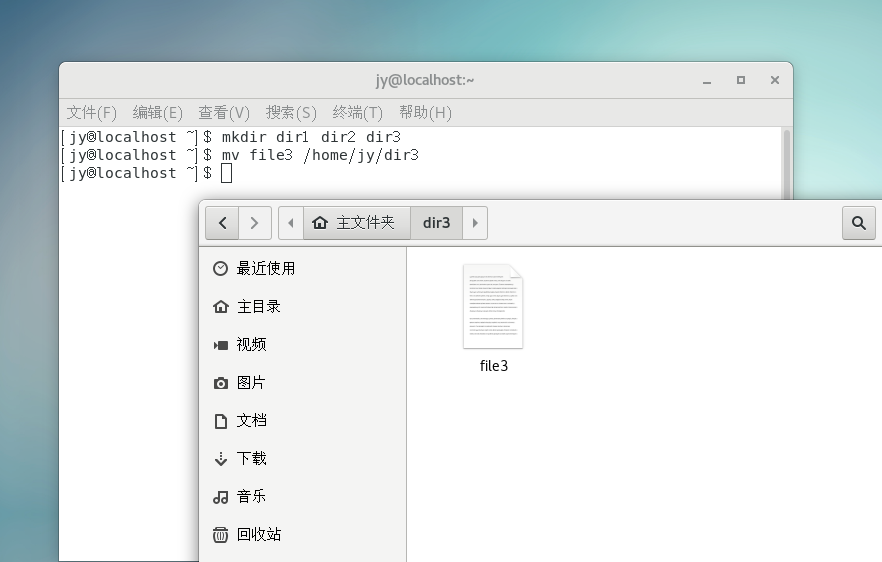 jy@localhost:~
文件(F) 编辑(E) 查看(V) 搜索(S) 终端(T) 帮助(H)
[jy@localhost ~]$ mkdir dir1 dir2 dir3
[jy@localhost ~]$ mv file3 /home/jy/dir3
[jy@localhost ~]$
主文件夹 dir3
最近使用
主目录
视频
图片
文档
下载
音乐
回收站
file3